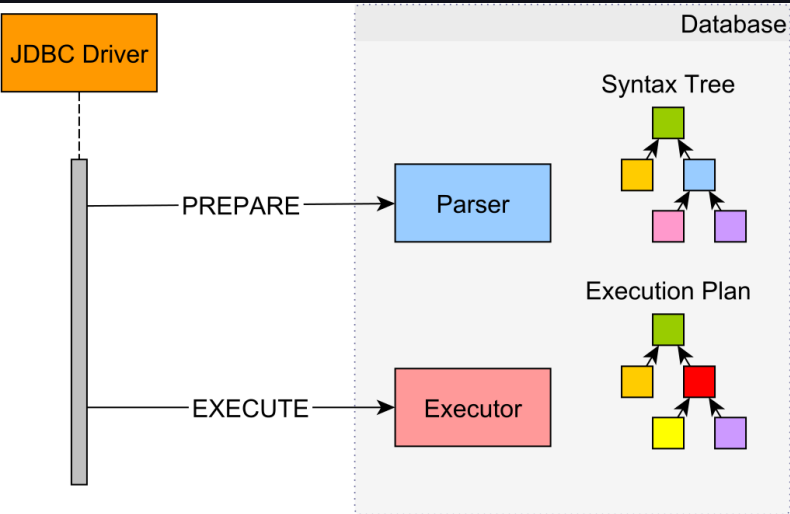 Database
JDBC Driver
Syntax Tree
PREPARE
Parser
Execution Plan
EXECUTE
Executor